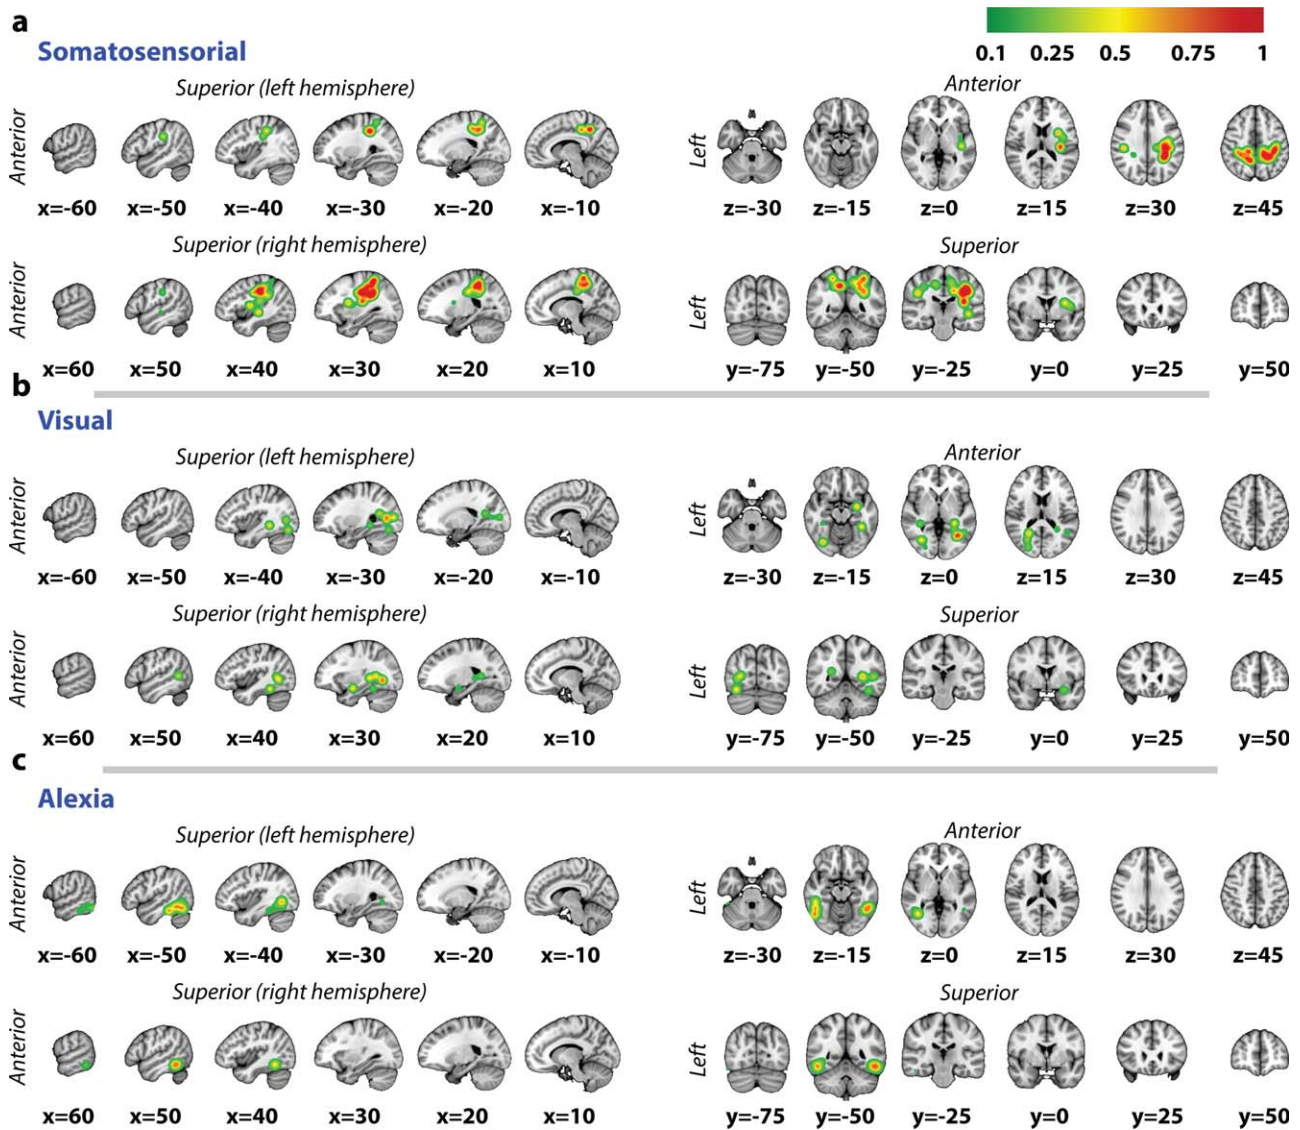 a
Somatosensorial
0.1 0.25 0.5 0.75 1
Superior (left hemisphere)
Anterior
Anterior
Left
x=-60 x=-50 x=-40 x=-30 x=-20 x=-10
z=-30 z=-15 z=0 z=15 z=30 z=45
Superior (right hemisphere)
Superior
Anterior
Left
x=60 x=50 x=40 x=30 x=20 x=10
y=-75 y=-50 y=-25 y=0 y=25 y=50
b
Visual
Superior (left hemisphere)
Anterior
Anterior
Left
x=-60 x=-50 x=-40 x=-30 x=-20 x=-10
z=-30 z=-15 z=0 z=15 z=30 z=45
Superior (right hemisphere)
Superior
Anterior
Left
x=60 x=50 x=40 x=30 x=20 x=10
y=-75 y=-50 y=-25 y=0 y=25 y=50
c
Alexia
Superior (left hemisphere)
Anterior
Anterior
Left
x=-60 x=-50 x=-40 x=-30 x=-20 x=-10
z=-30 z=-15 z=0 z=15 z=30 z=45
Superior (right hemisphere)
Superior
Anterior
Left
x=60 x=50 x=40 x=30 x=20 x=10
y=-75 y=-50 y=-25 y=0 y=25 y=50